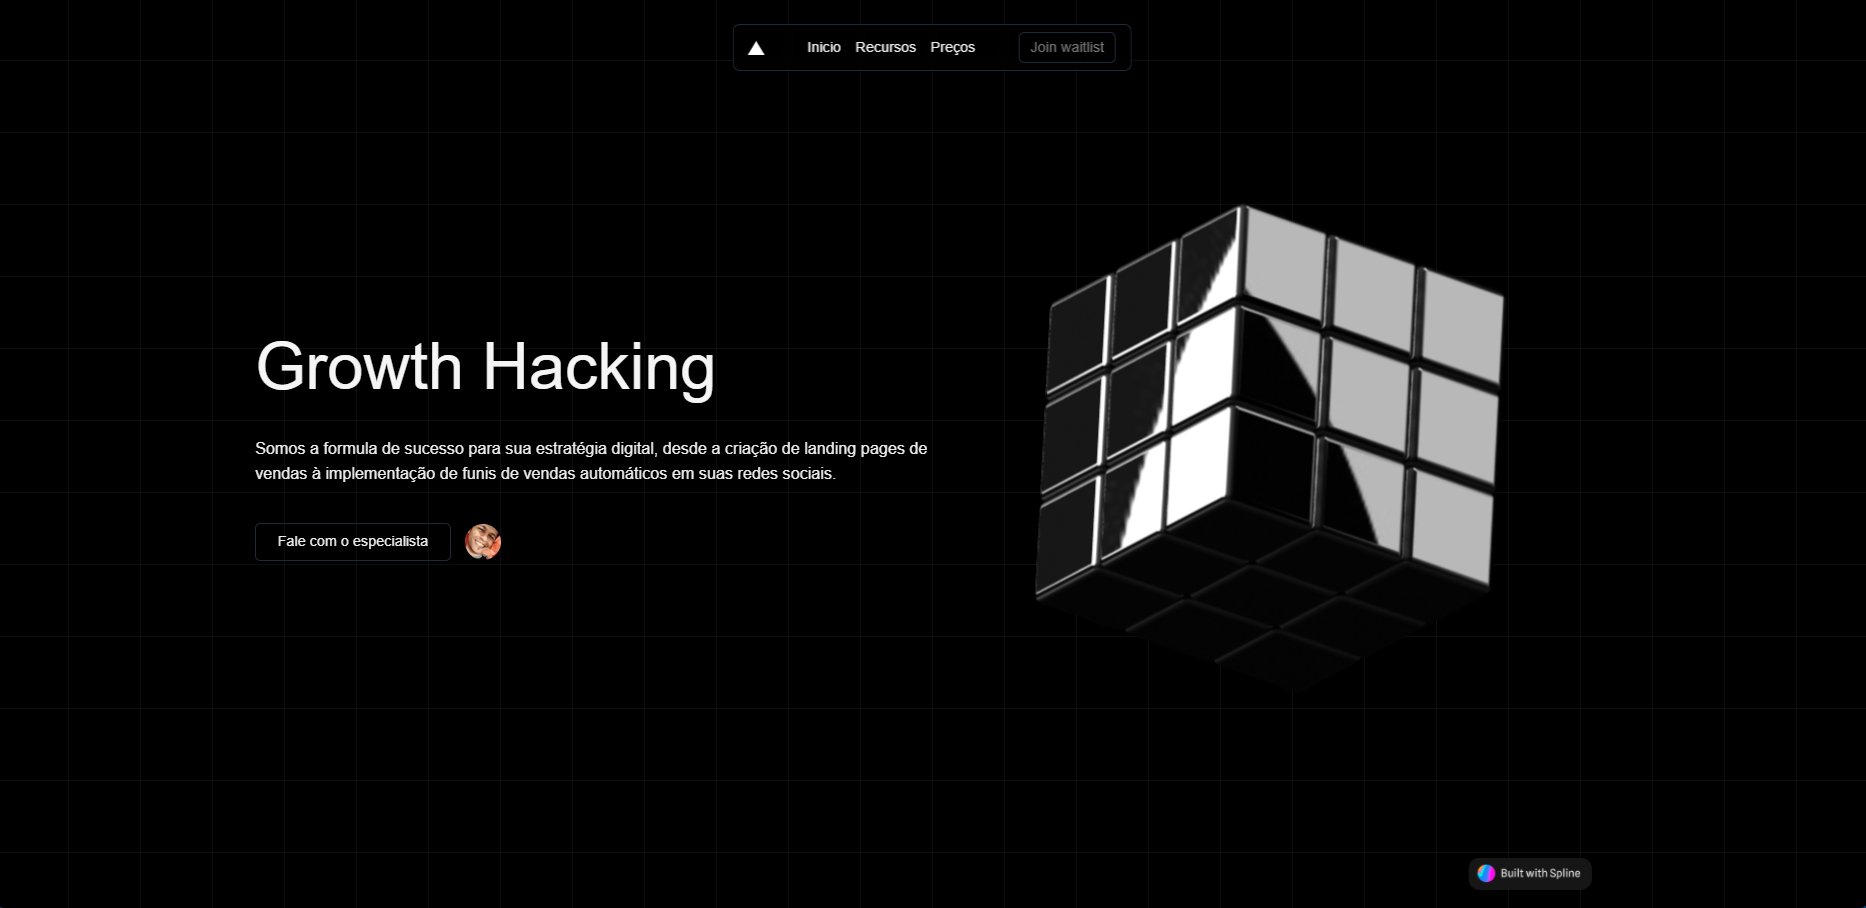 Inicio Recursos Preços Join waitlist
Growth Hacking
Somos a formula de sucesso para sua estratégia digital, desde a criação de landing pages de
vendas à implementação de funis de vendas automáticos em suas redes sociais.
Fale com o especialista
Built with Spline